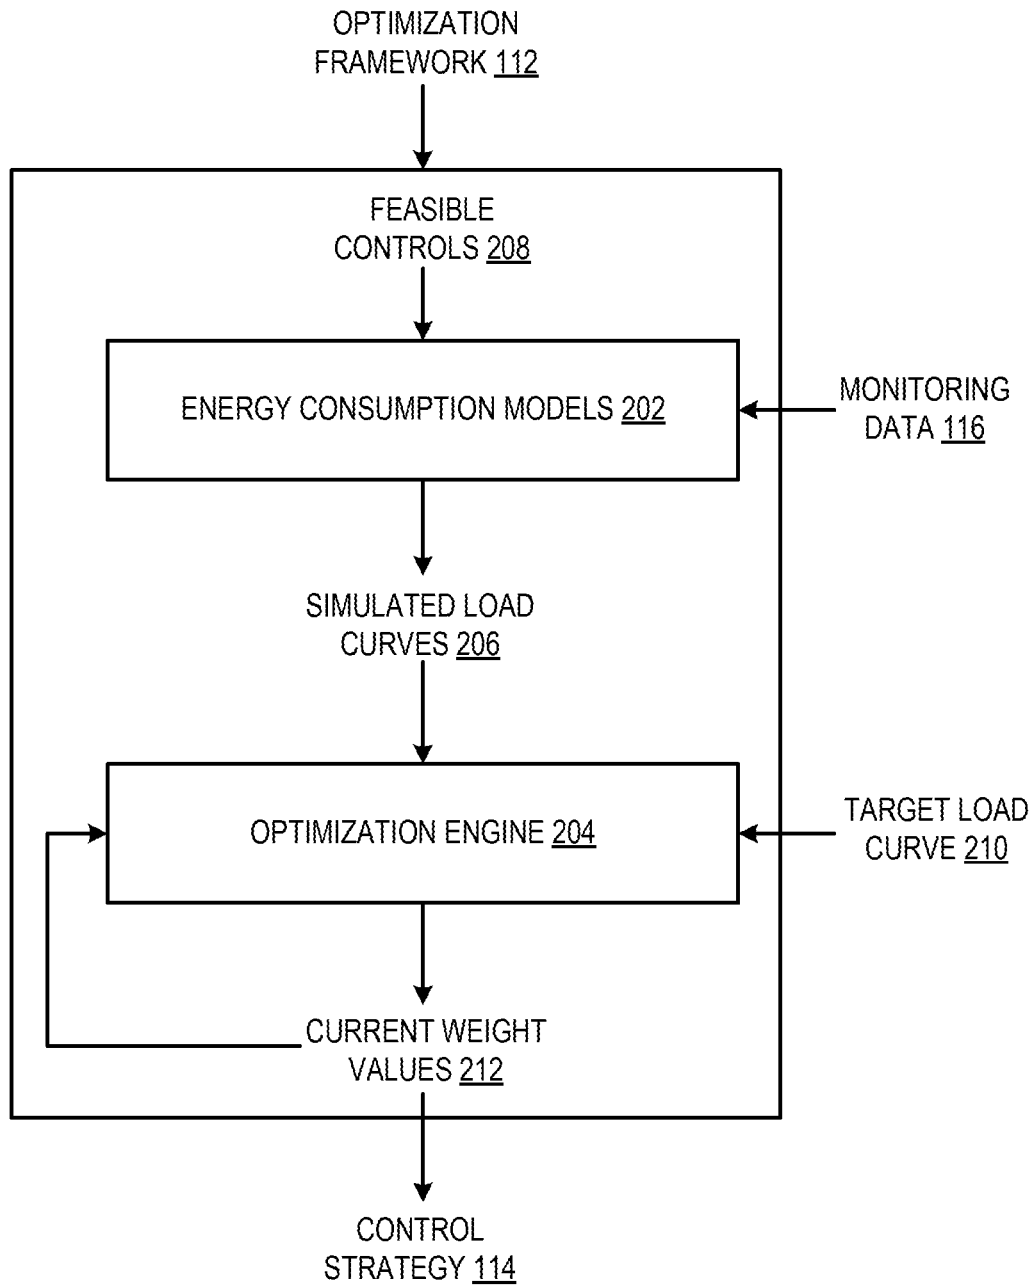 OPTIMIZATION
FRAMEWORK 112
FEASIBLE
CONTROLS 208
ENERGY CONSUMPTION MODELS 202
MONITORING
DATA 116
SIMULATED LOAD
CURVES 206
OPTIMIZATION ENGINE 204
TARGET LOAD
CURVE 210
CURRENT WEIGHT
VALUES 212
CONTROL
STRATEGY 114